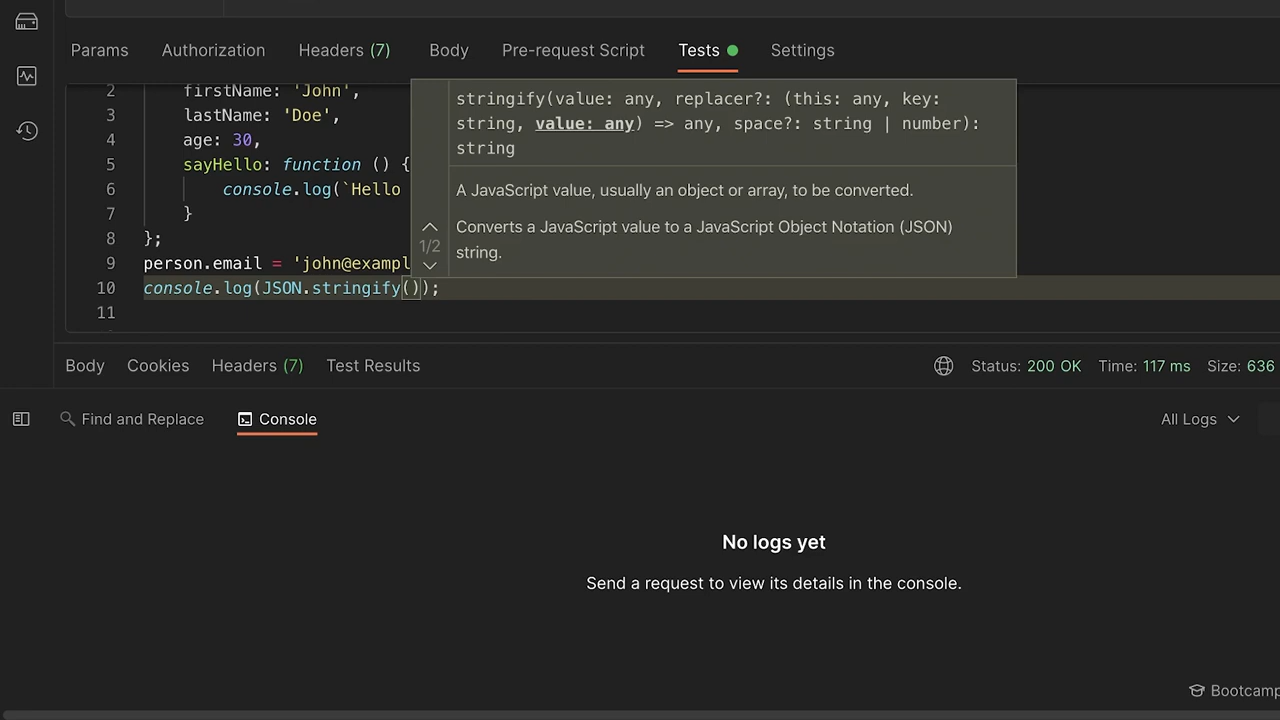 Params Authorization Headers (7) Body Pre-request Script Tests Settings
2 firstName: 'John',
3 lastName: 'Doe',
4 age: 30,
5 sayHello: function () {
6 console.log(`Hello
7 }
8 };
9 person.email = 'john@exampl
10 console.log(JSON.stringify());
11
stringify(value: any, replacer?: (this: any, key:
string, value: any) => any, space?: string | number):
string
A JavaScript value, usually an object or array, to be converted.
Converts a JavaScript value to a JavaScript Object Notation (JSON)
string.
1/2
Body Cookies Headers (7) Test Results Status: 200 OK Time: 117 ms Size: 636
Find and Replace Console All Logs
No logs yet
Send a request to view its details in the console.
Bootcamp